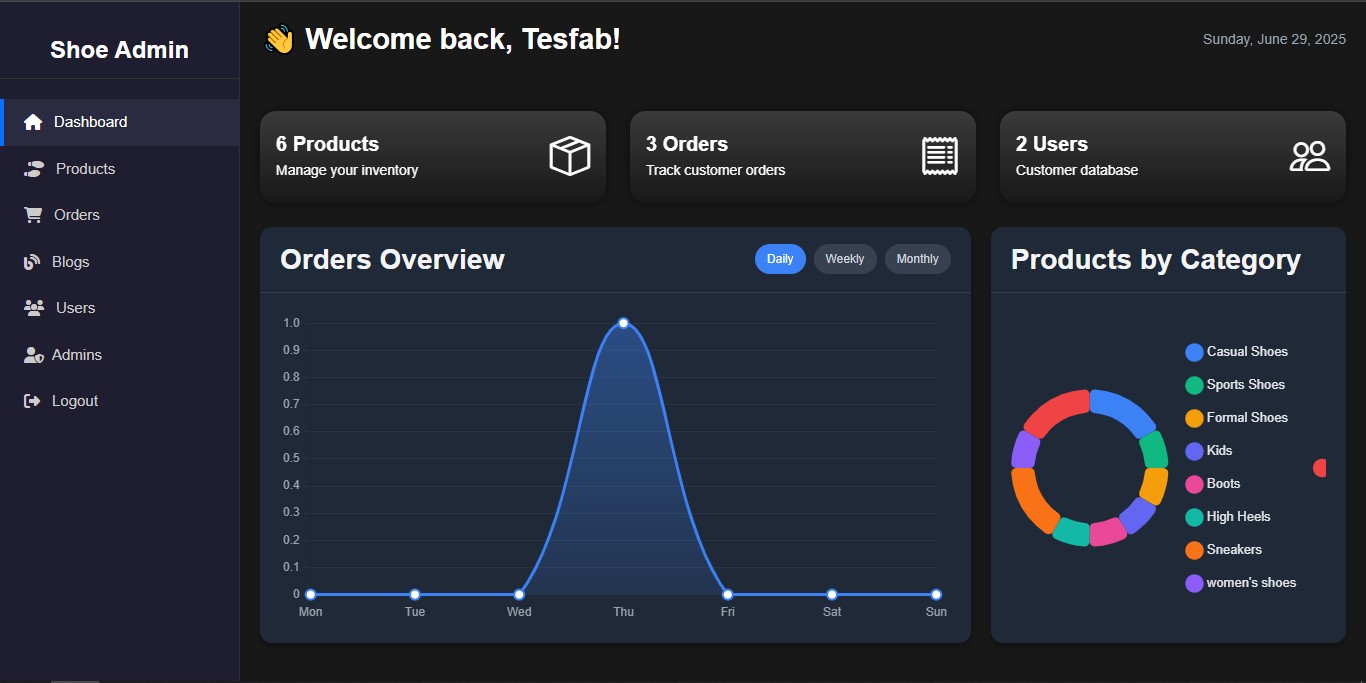 Shoe Admin
Dashboard
Products
Orders
Blogs
Users
Admins
Logout
👋 Welcome back, Tesfab!
Sunday, June 29, 2025
6 Products
Manage your inventory
3 Orders
Track customer orders
2 Users
Customer database
Orders Overview
Daily
Weekly
Monthly
1.0
0.9
0.8
0.7
0.6
0.5
0.4
0.3
0.2
0.1
0
Mon Tue Wed Thu Fri Sat Sun
Products by Category
Casual Shoes
Sports Shoes
Formal Shoes
Kids
Boots
High Heels
Sneakers
women's shoes